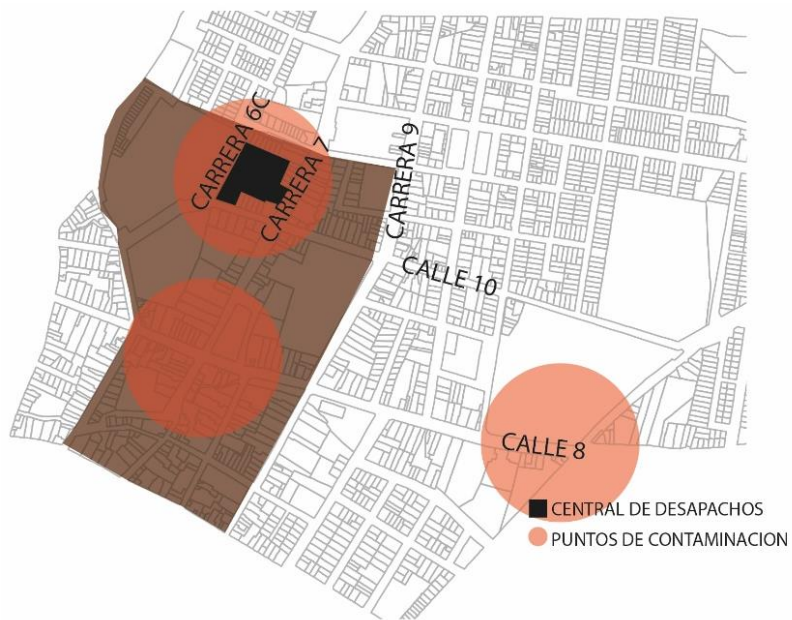 CARRERA 6C
CARRERA 7
CARRERA 9
CALLE 10
CALLE 8
CENTRAL DE DESAPACHOS
PUNTOS DE CONTAMINACION